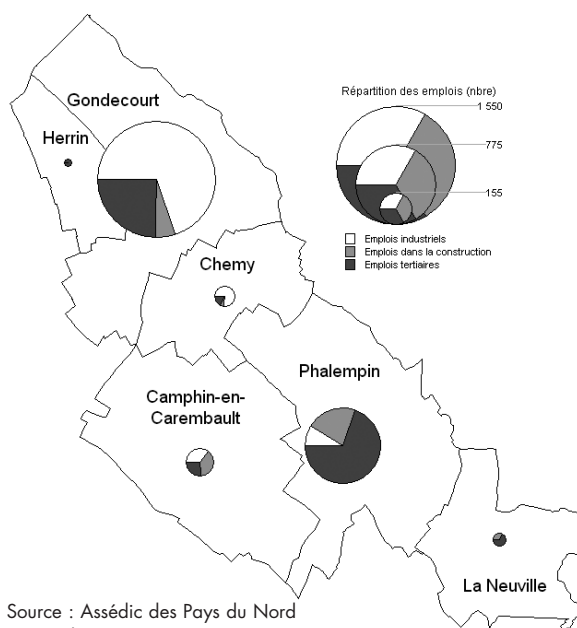 Gondecourt
Herrin
Répartition des emplois (nbre)
1 550
775
155
Emplois industriels
Emplois dans la construction
Emplois tertiaires
Chemy
Phalempin
Camphin-en-
Carembault
La Neuville
Source : Assédic des Pays du Nord